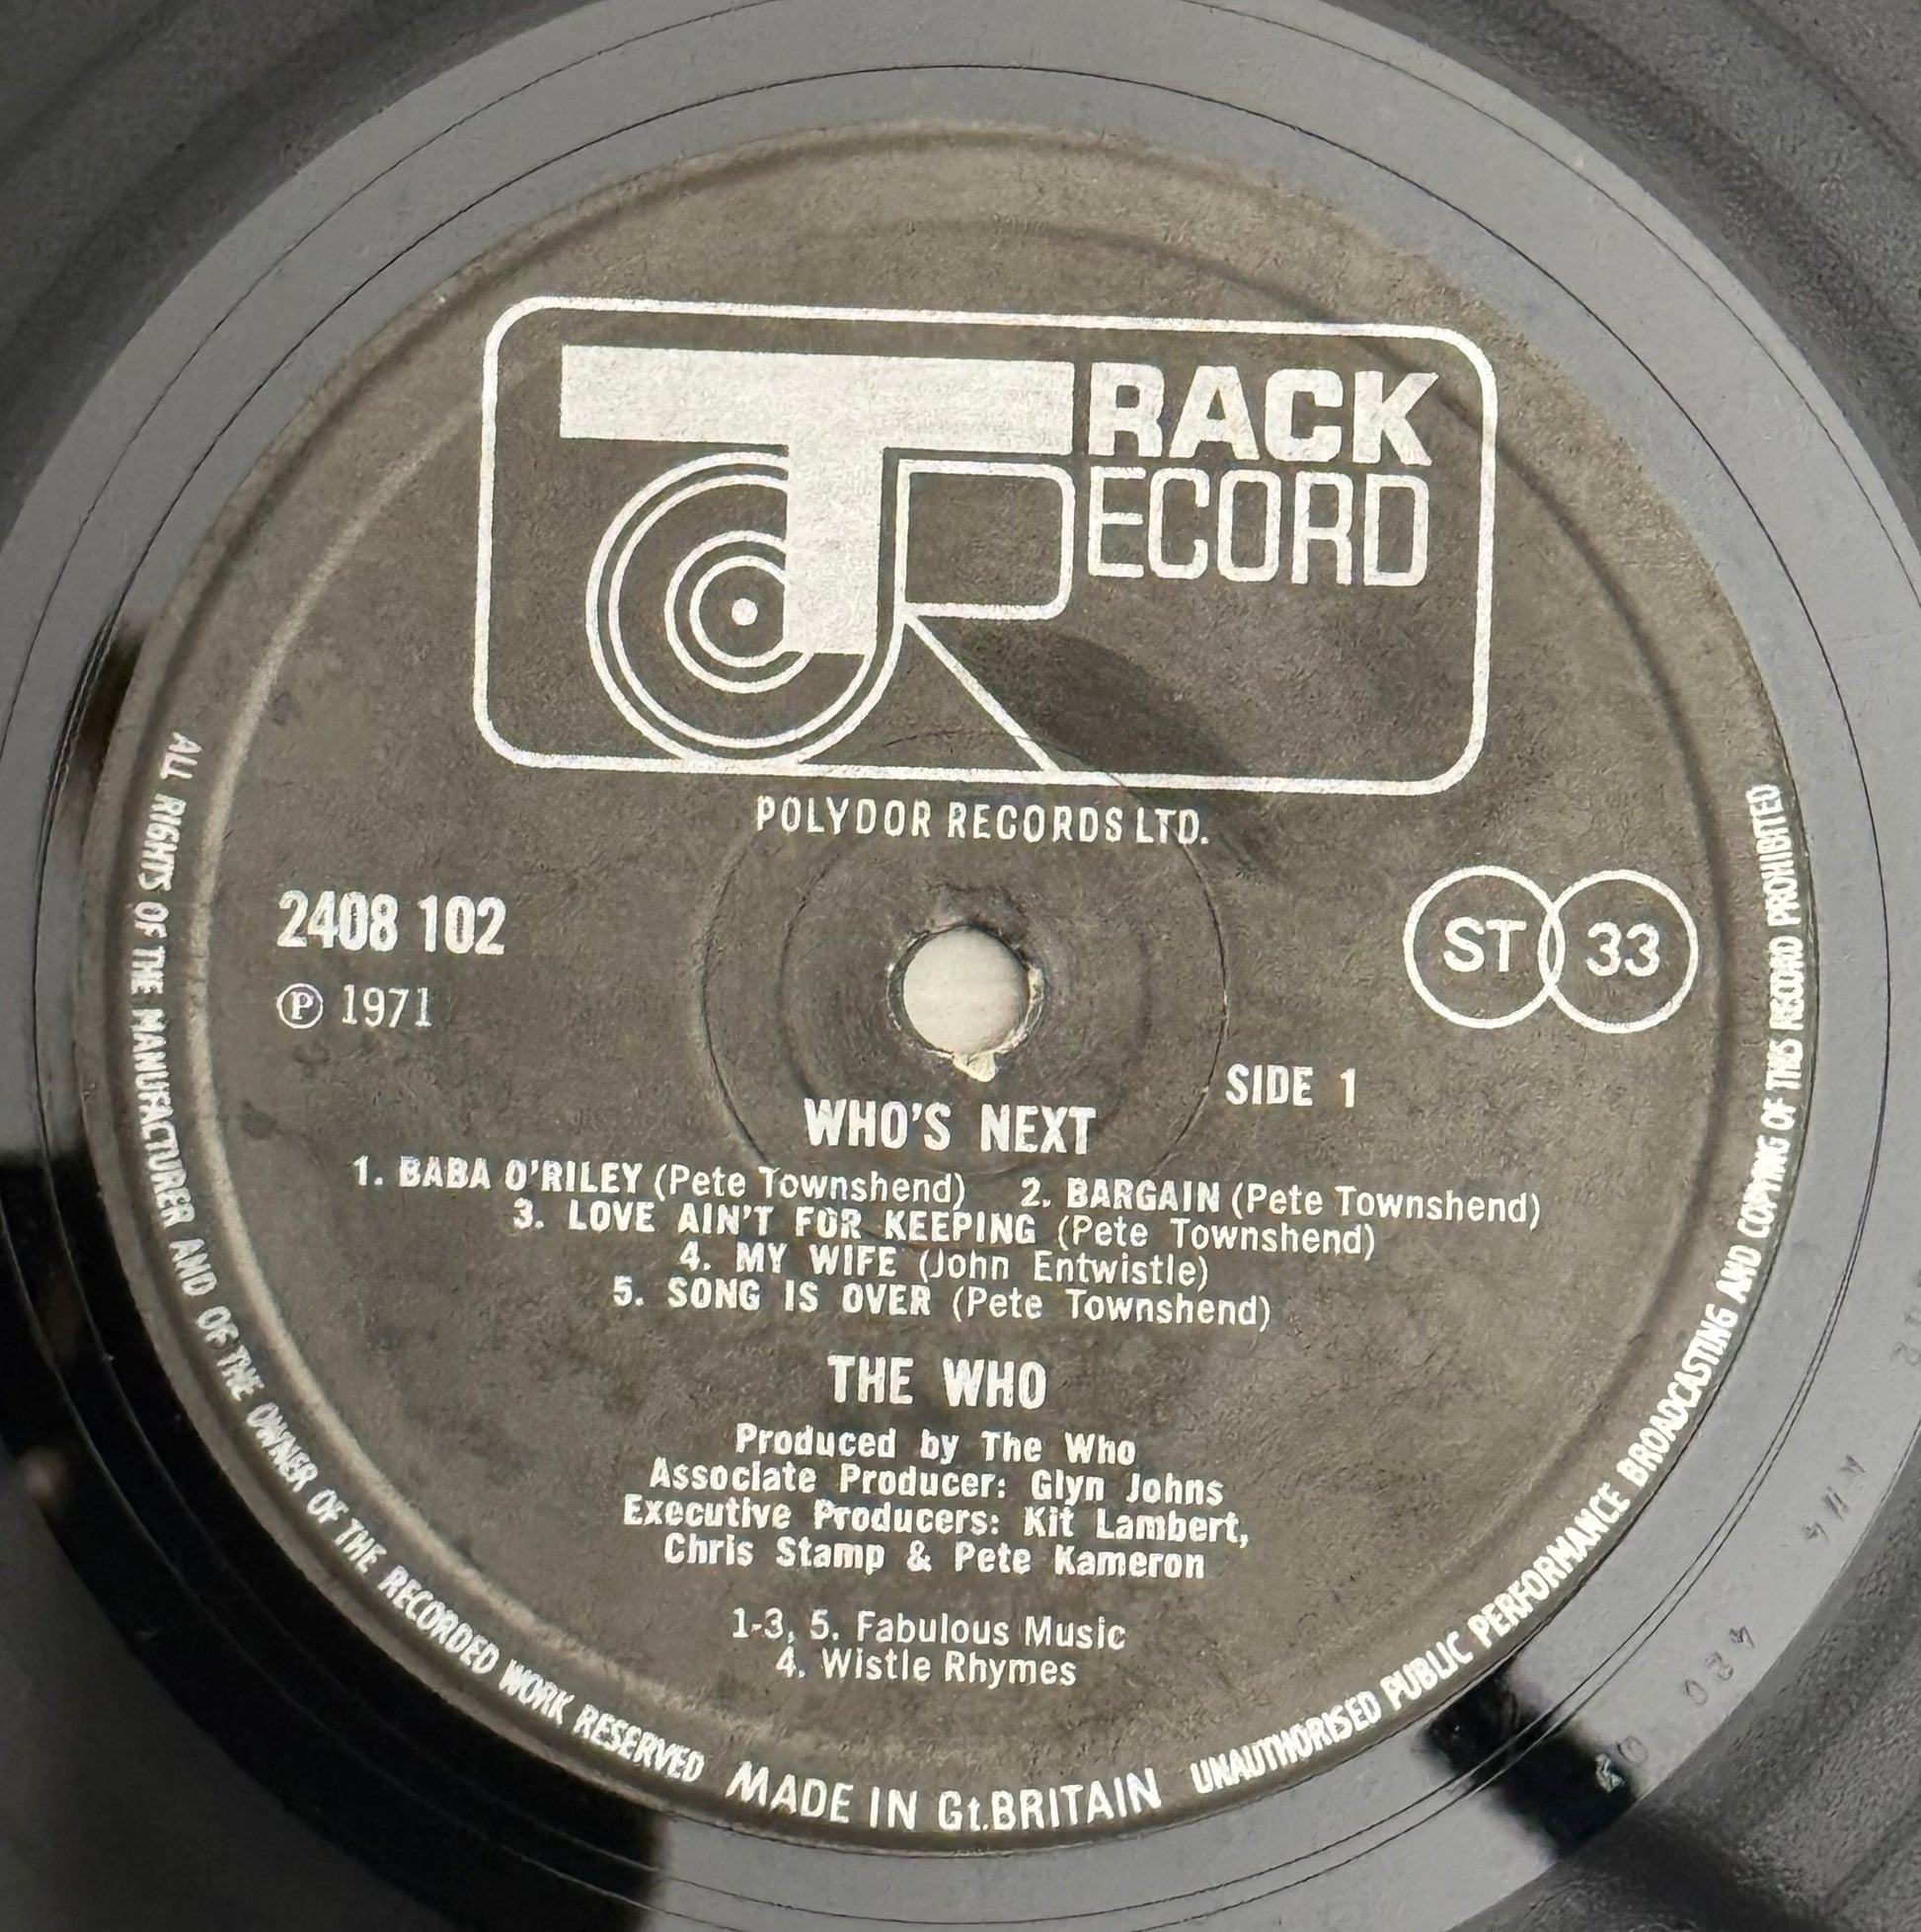 TRACK
RECORD
POLYDOR RECORDS LTD.
2408 102
ST 33
Ⓟ 1971
SIDE 1
WHO'S NEXT
1. BABA O'RILEY (Pete Townshend) 2. BARGAIN (Pete Townshend)
3. LOVE AIN'T FOR KEEPING (Pete Townshend)
4. MY WIFE (John Entwistle)
5. SONG IS OVER (Pete Townshend)
THE WHO
Produced by The Who
Associate Producer: Glyn Johns
Executive Producers: Kit Lambert,
Chris Stamp & Pete Kameron
1-3, 5. Fabulous Music
4. Wistle Rhymes
ALL RIGHTS OF THE MANUFACTURER AND OF THE OWNER OF THE RECORDED WORK RESERVED MADE IN Gt.BRITAIN UNAUTHORISED PUBLIC PERFORMANCE BROADCASTING AND COPYING OF THIS RECORD PROHIBITED